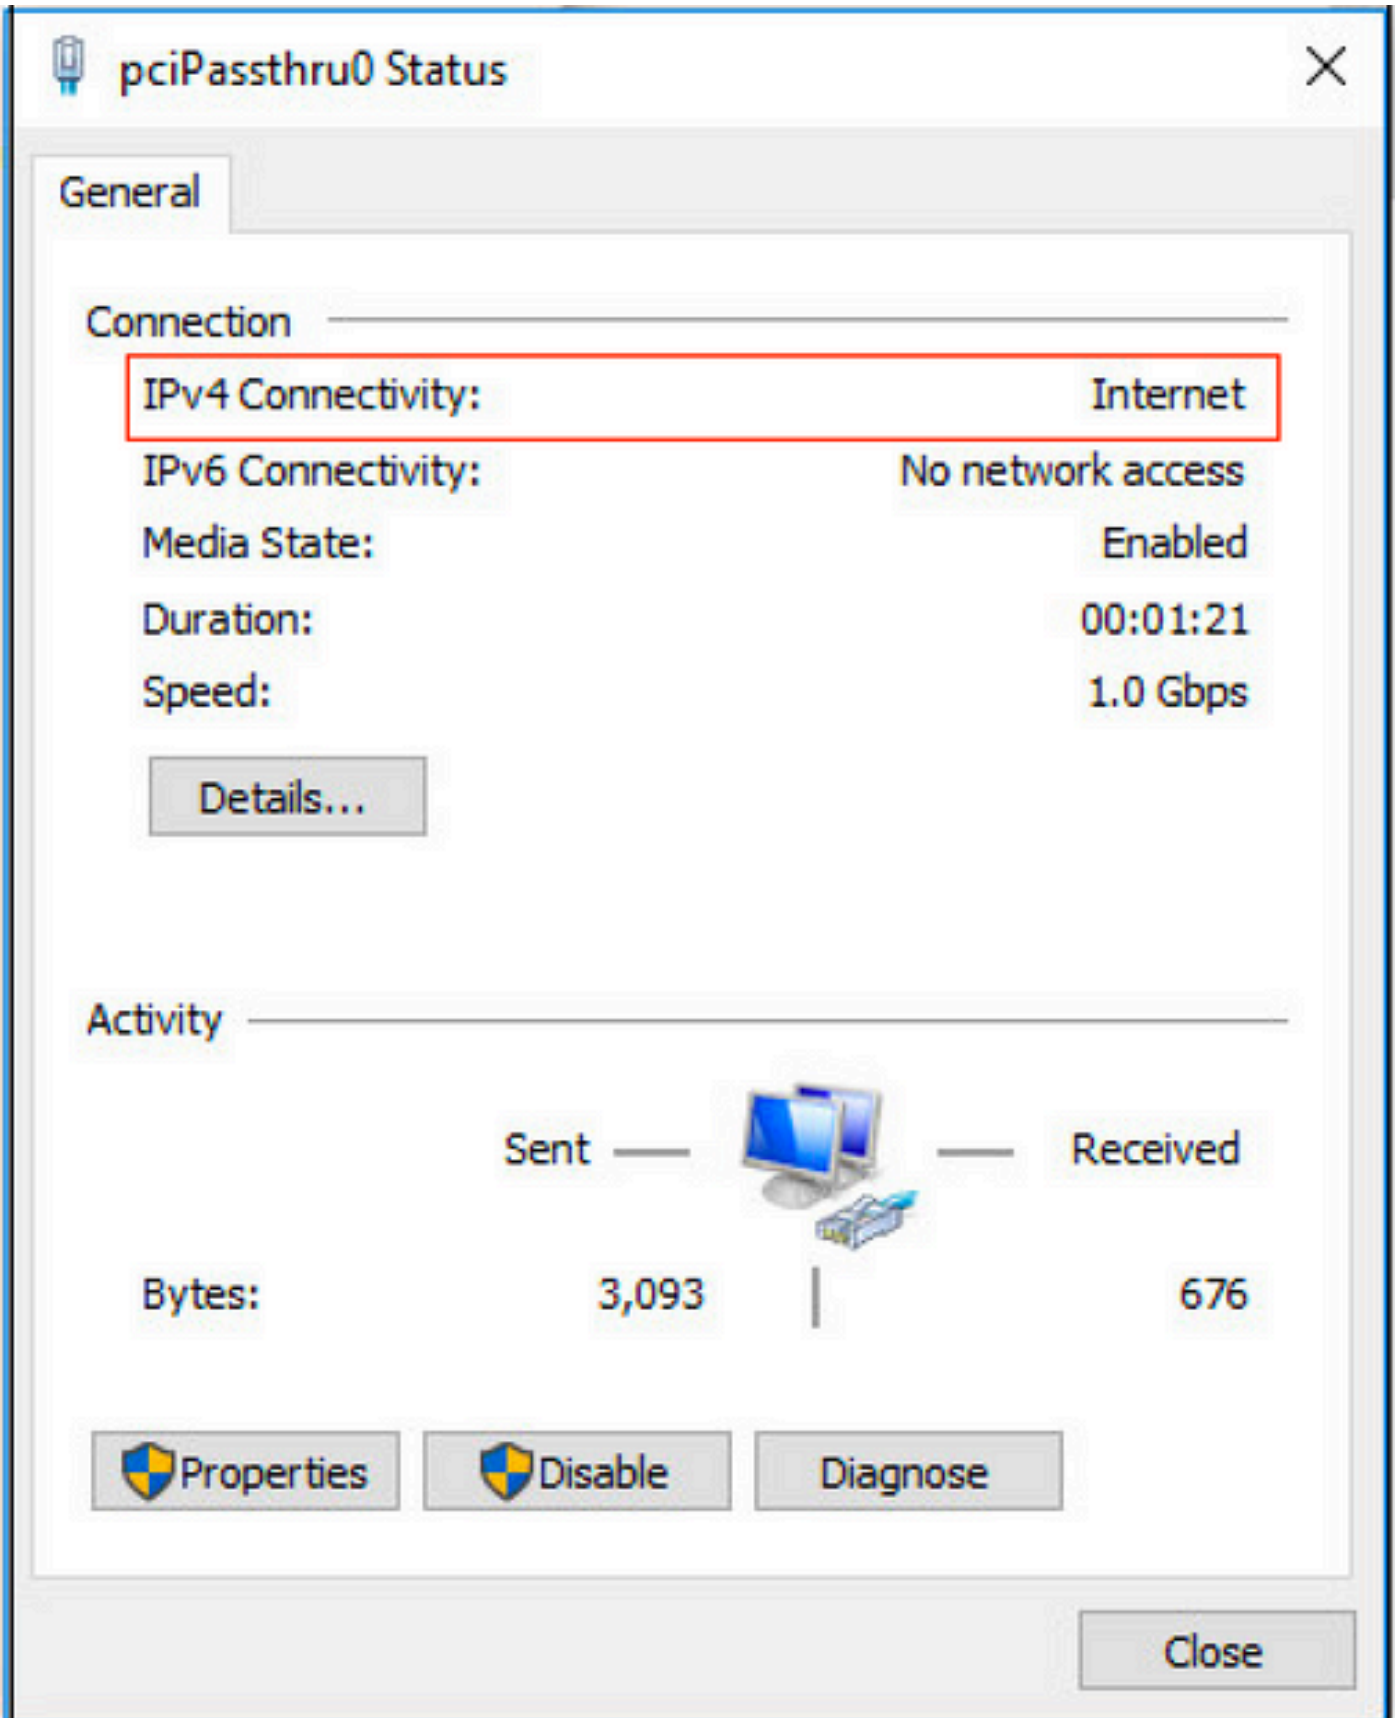 pciPassthru0 Status
General
Connection
IPv4 Connectivity: Internet
IPv6 Connectivity: No network access
Media State: Enabled
Duration: 00:01:21
Speed: 1.0 Gbps
Details...
Activity
Sent Received
Bytes: 3,093 676
Properties Disable Diagnose
Close